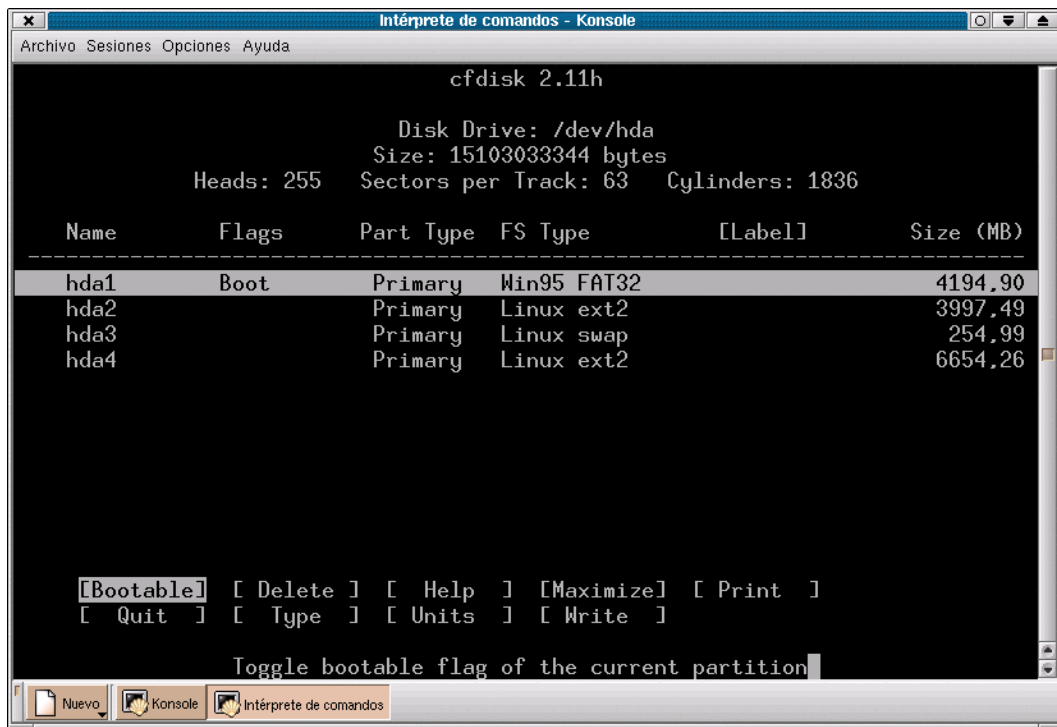 Intérprete de comandos - Konsole
Archivo Sesiones Opciones Ayuda
cfdisk 2.11h
Disk Drive: /dev/hda
Size: 15103033344 bytes
Heads: 255 Sectors per Track: 63 Cylinders: 1836
Name Flags Part Type FS Type [Label] Size (MB)
hda1 Boot Primary Win95 FAT32 4194,90
hda2 Primary Linux ext2 3997,49
hda3 Primary Linux swap 254,99
hda4 Primary Linux ext2 6654,26
[Bootable] [ Delete ] [ Help ] [Maximize] [ Print ]
[ Quit ] [ Type ] [ Units ] [ Write ]
Toggle bootable flag of the current partition
Nuevo Konsole Intérprete de comandos